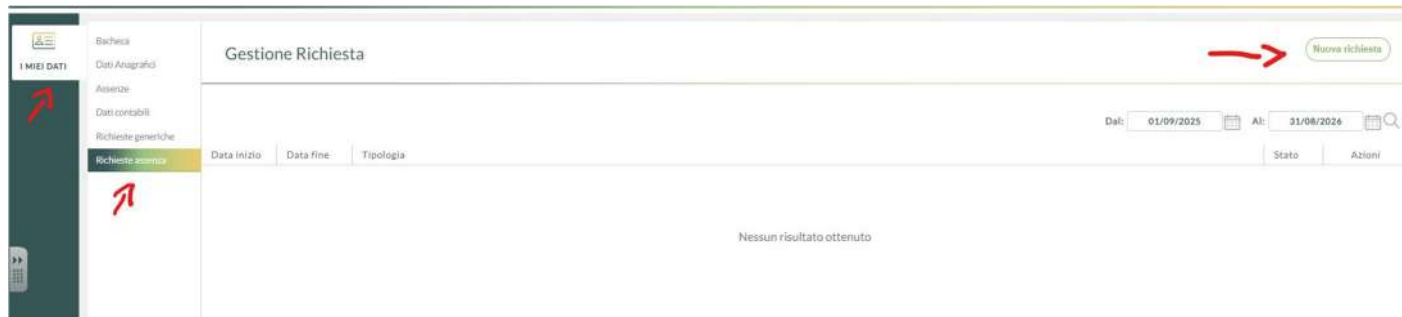 I MIEI DATI
Bacheca
Dati Anagrafici
Assenze
Dati contabili
Richieste generiche
Richieste assenza
Gestione Richiesta
Nuova richiesta
Dal: 01/09/2025 Al: 31/08/2026
Data inizio Data fine Tipologia Stato Azioni
Nessun risultato ottenuto